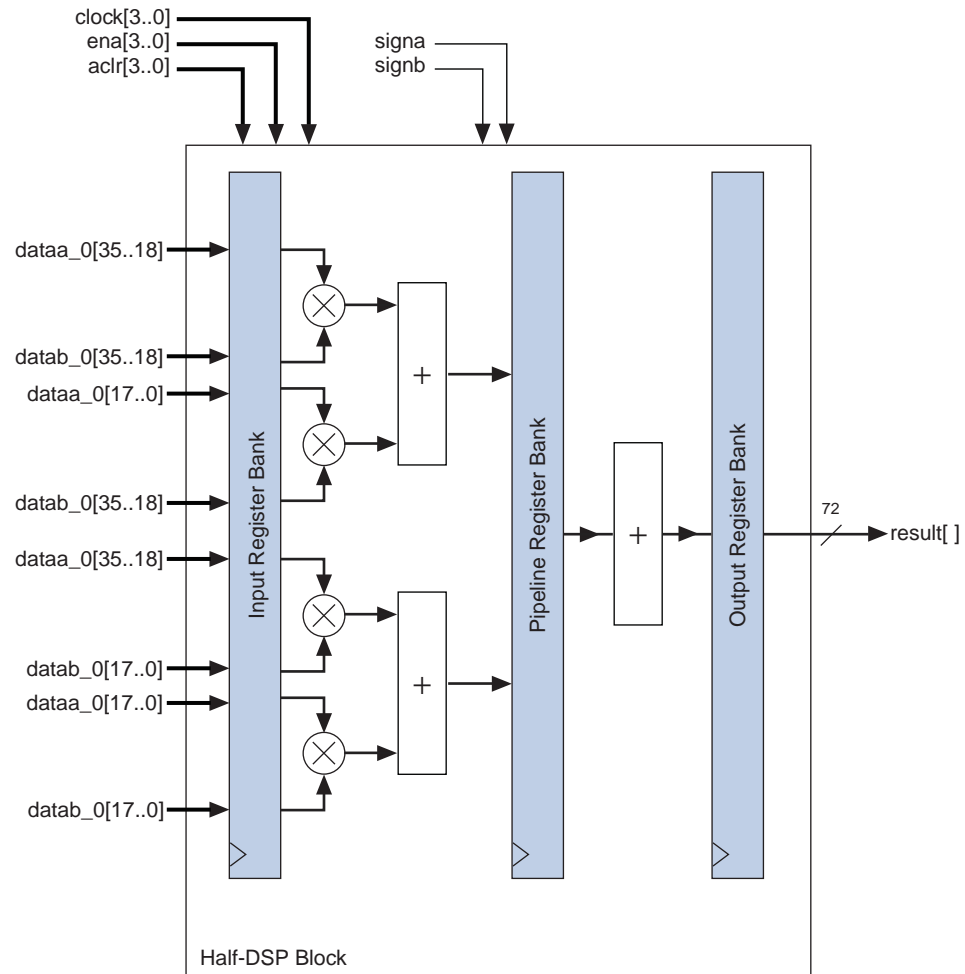 clock[3..0]
ena[3..0]
aclr[3..0]
signa
signb
dataa_0[35..18]
datab_0[35..18]
dataa_0[17..0]
datab_0[35..18]
dataa_0[35..18]
datab_0[17..0]
dataa_0[17..0]
datab_0[17..0]
Input Register Bank
+
+
Pipeline Register Bank
+
Output Register Bank
72
result[ ]
Half-DSP Block